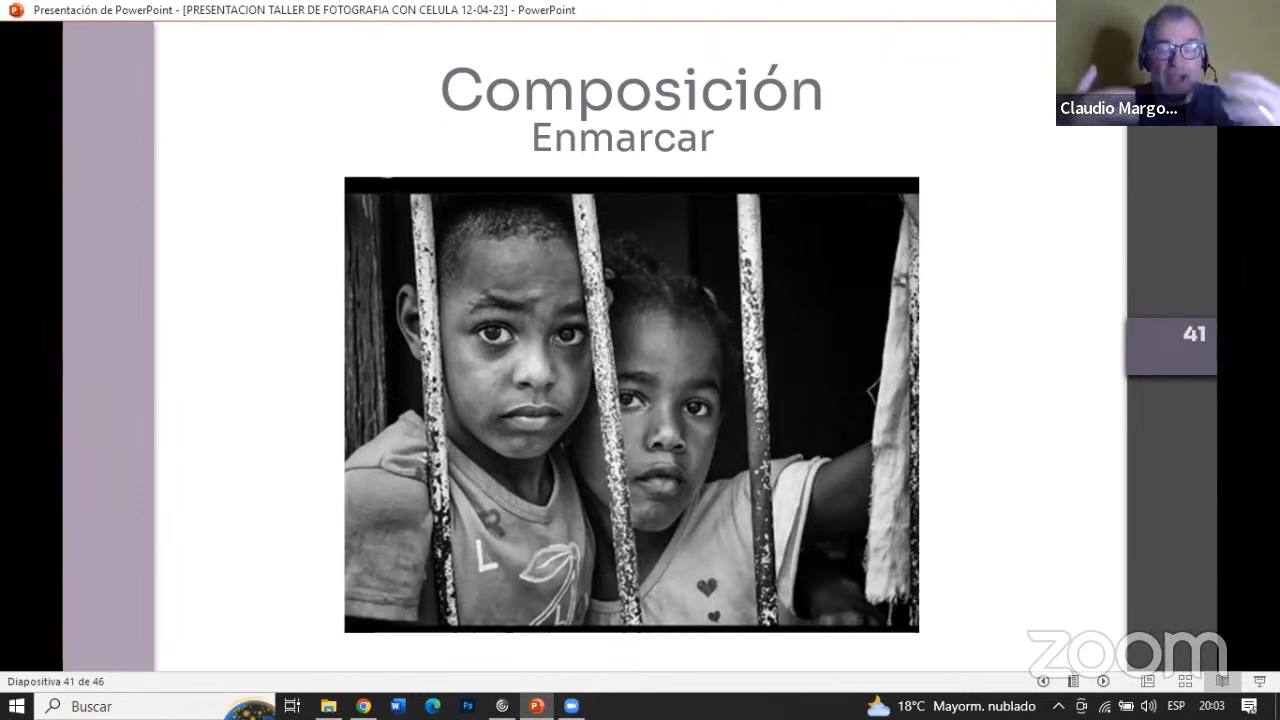 Presentación de PowerPoint - [PRESENTACION TALLER DE FOTOGRAFIA CON CELULA 12-04-23] - PowerPoint
Composición
Enmarcar
Claudio Margo...
41
R
L
zoom
Diapositiva 41 de 46
Buscar
18°C Mayorm. nublado
ESP
20:03